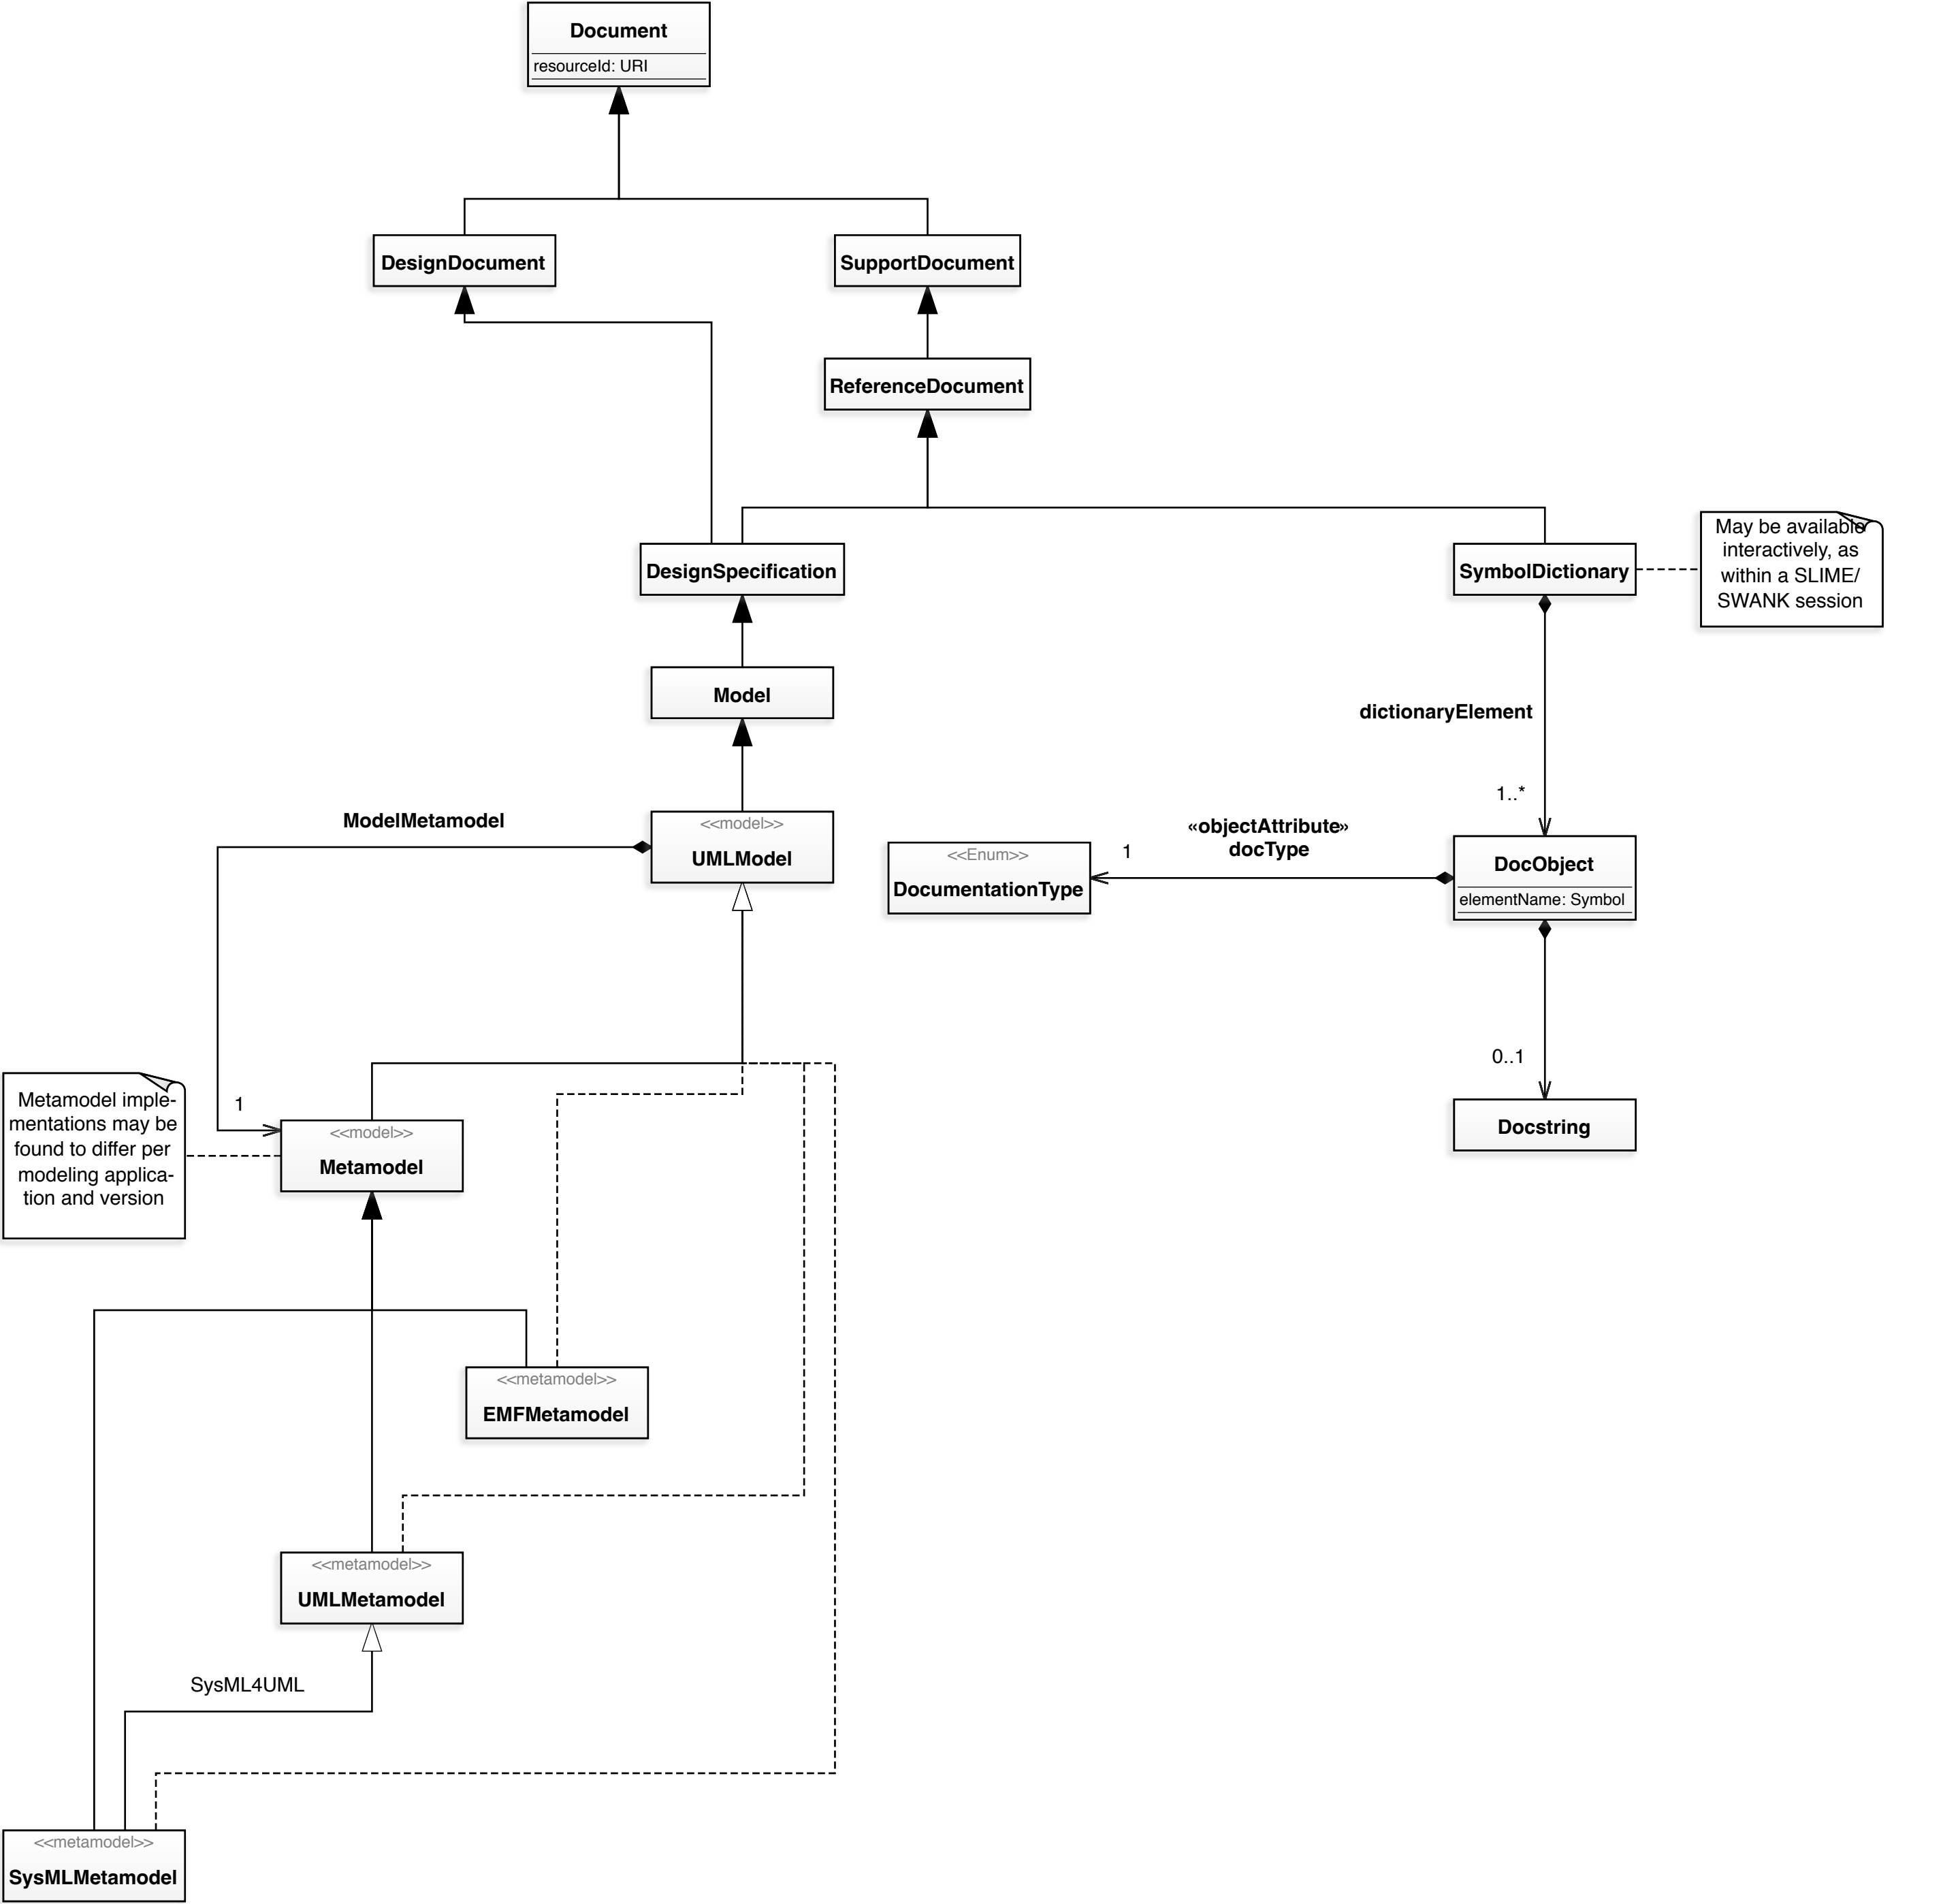 Document
resourceId: URI
DesignDocument
SupportDocument
ReferenceDocument
DesignSpecification
SymbolDictionary
May be available
interactively, as
within a SLIME/
SWANK session
Model
dictionaryElement
1..*
ModelMetamodel
<<model>>
UMLModel
«objectAttribute»
docType
1
<<Enum>>
DocumentationType
DocObject
elementName: Symbol
0..1
Docstring
Metamodel imple-
mentations may be
found to differ per
modeling applica-
tion and version
1
<<model>>
Metamodel
<<metamodel>>
EMFMetamodel
<<metamodel>>
UMLMetamodel
SysML4UML
<<metamodel>>
SysMLMetamodel